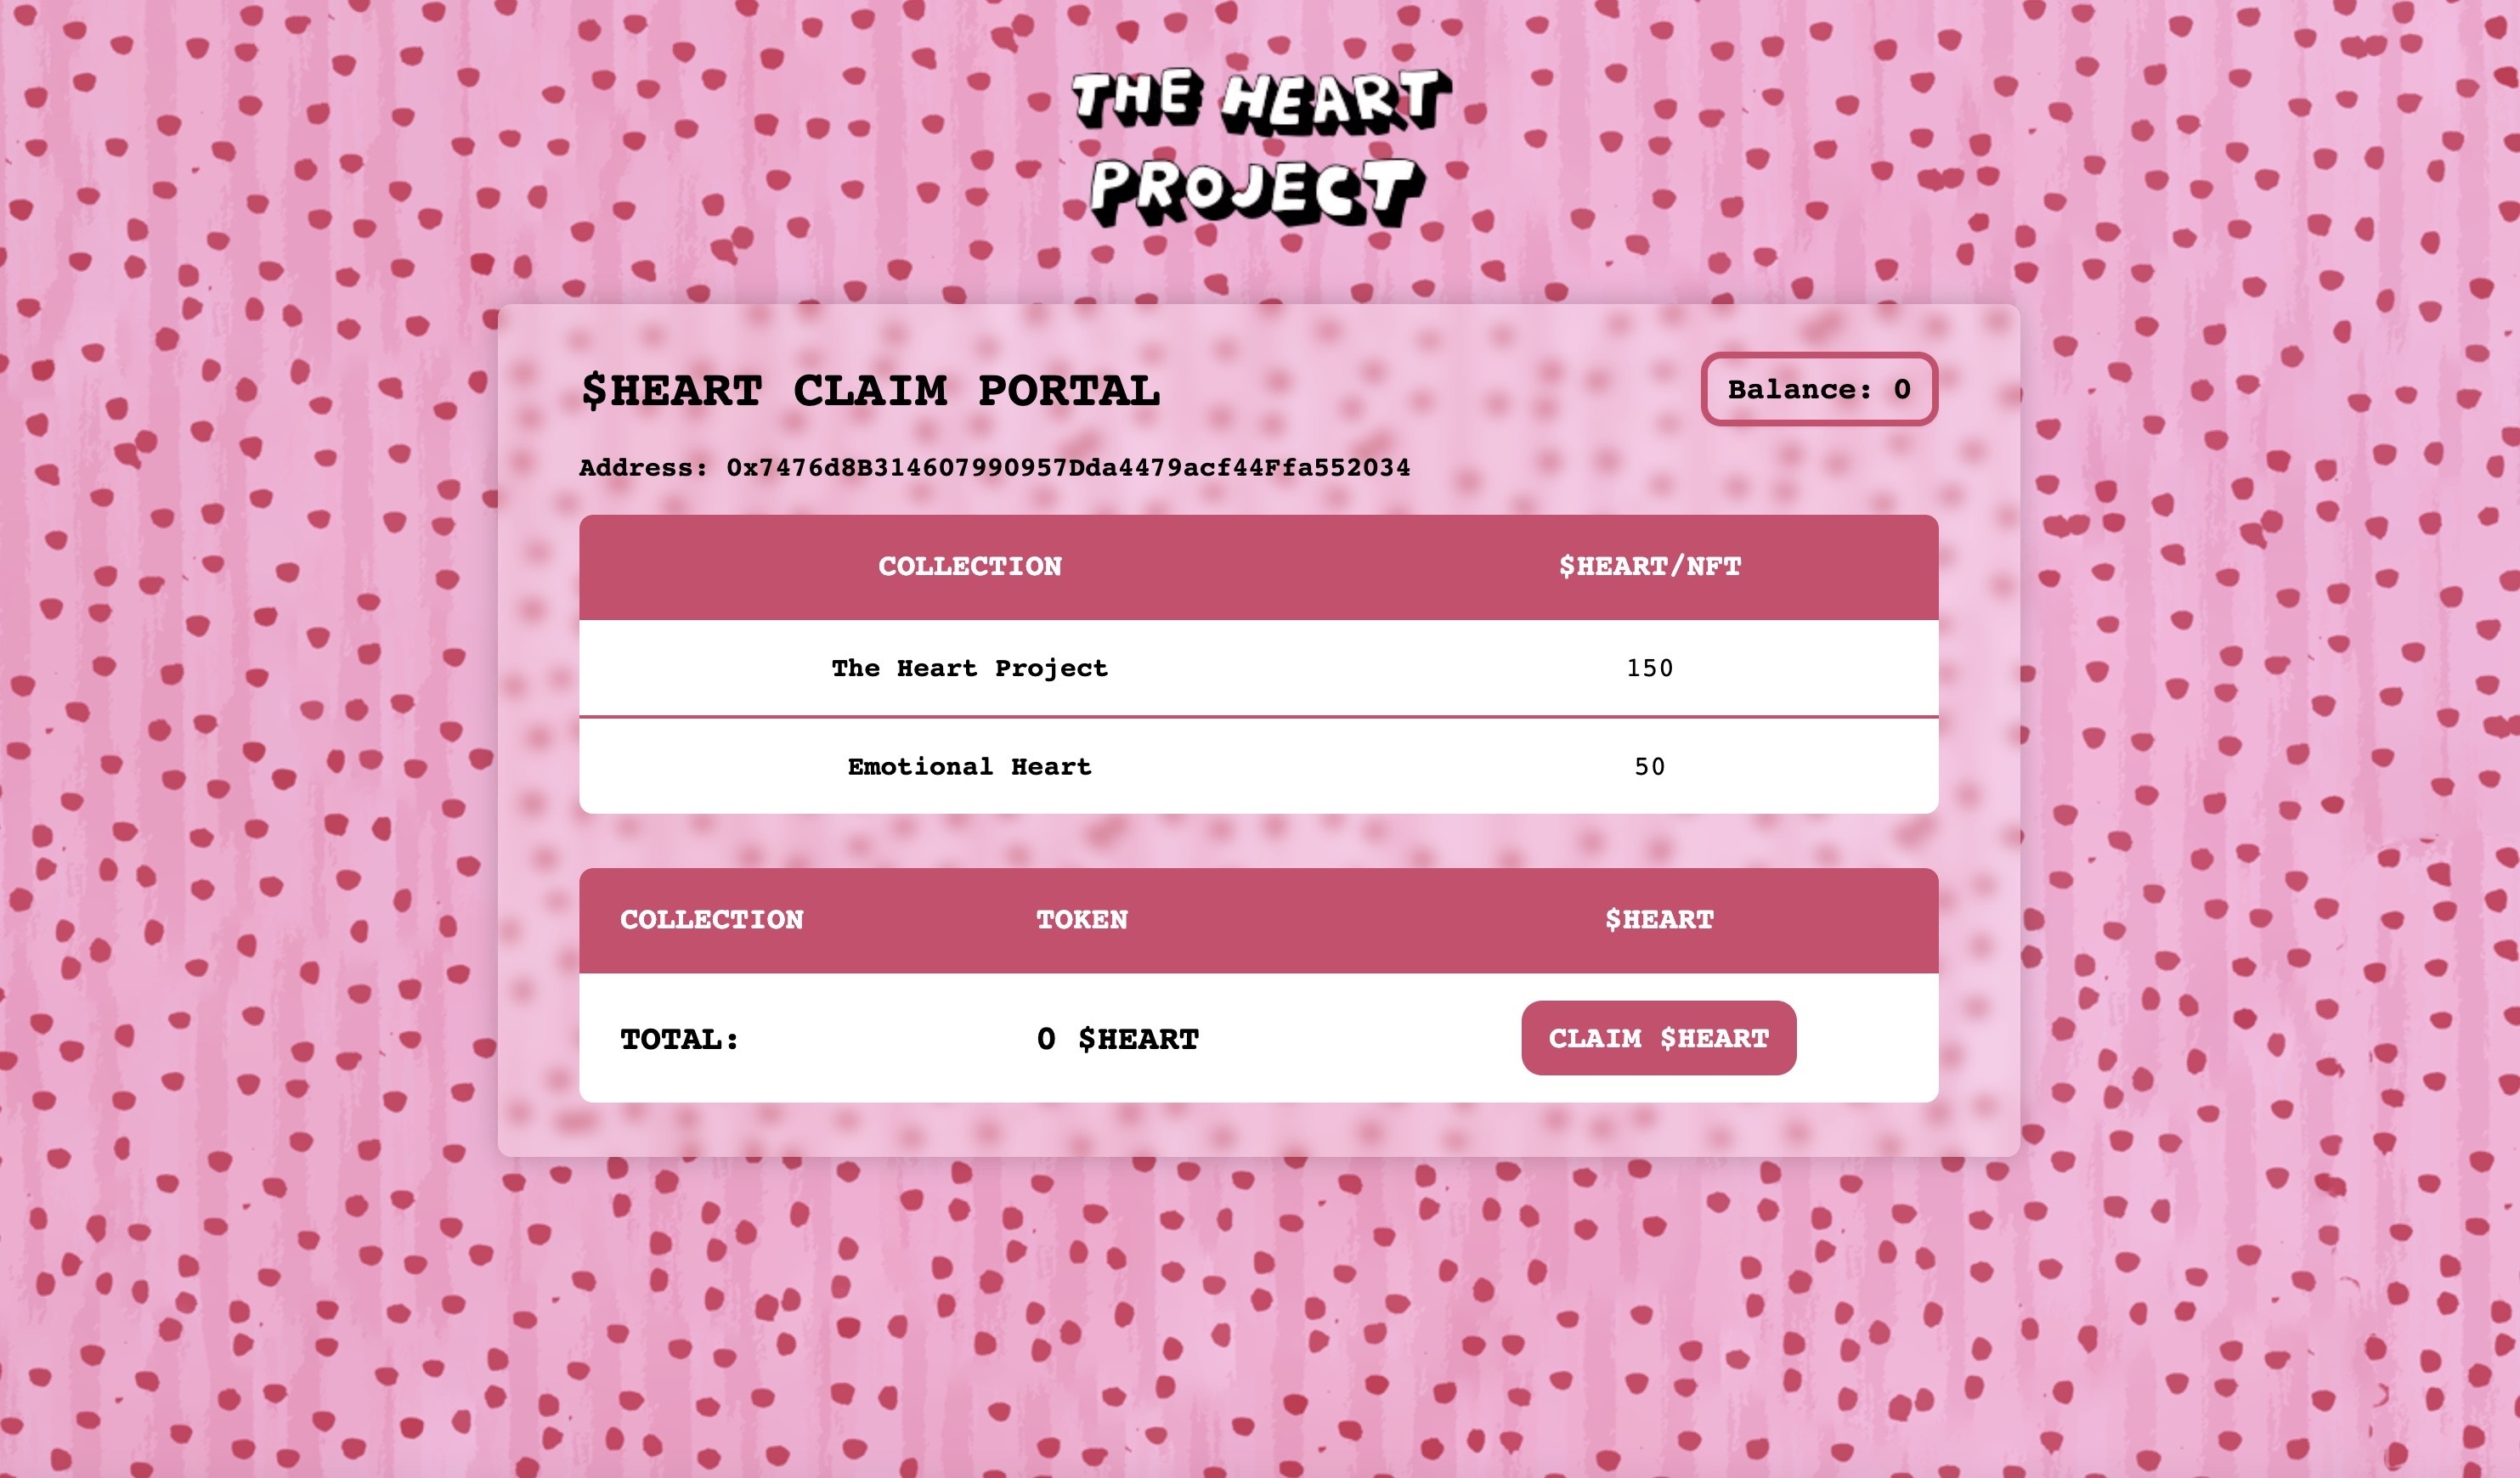 THE HEART
PROJECT
$HEART CLAIM PORTAL
Balance: 0
Address: 0x7476d8B314607990957Dda4479acf44Ffa552034
COLLECTION $HEART/NFT
The Heart Project 150
Emotional Heart 50
COLLECTION TOKEN $HEART
TOTAL: 0 $HEART CLAIM $HEART